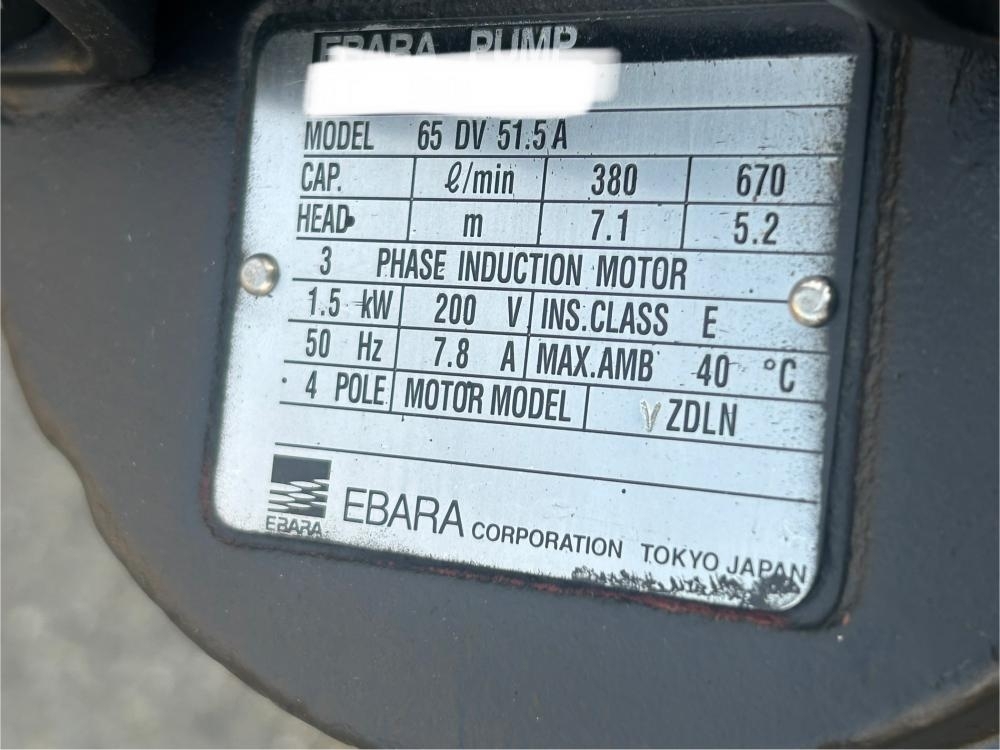 EBARA PUMP
MODEL 65 DV 51.5 A
CAP. ℓ/min 380 670
HEAD m 7.1 5.2
3 PHASE INDUCTION MOTOR
1.5 kW 200 V INS.CLASS E
50 Hz 7.8 A MAX.AMB 40 °C
4 POLE MOTOR MODEL VZDLN
EBARA
EBARA CORPORATION TOKYO JAPAN